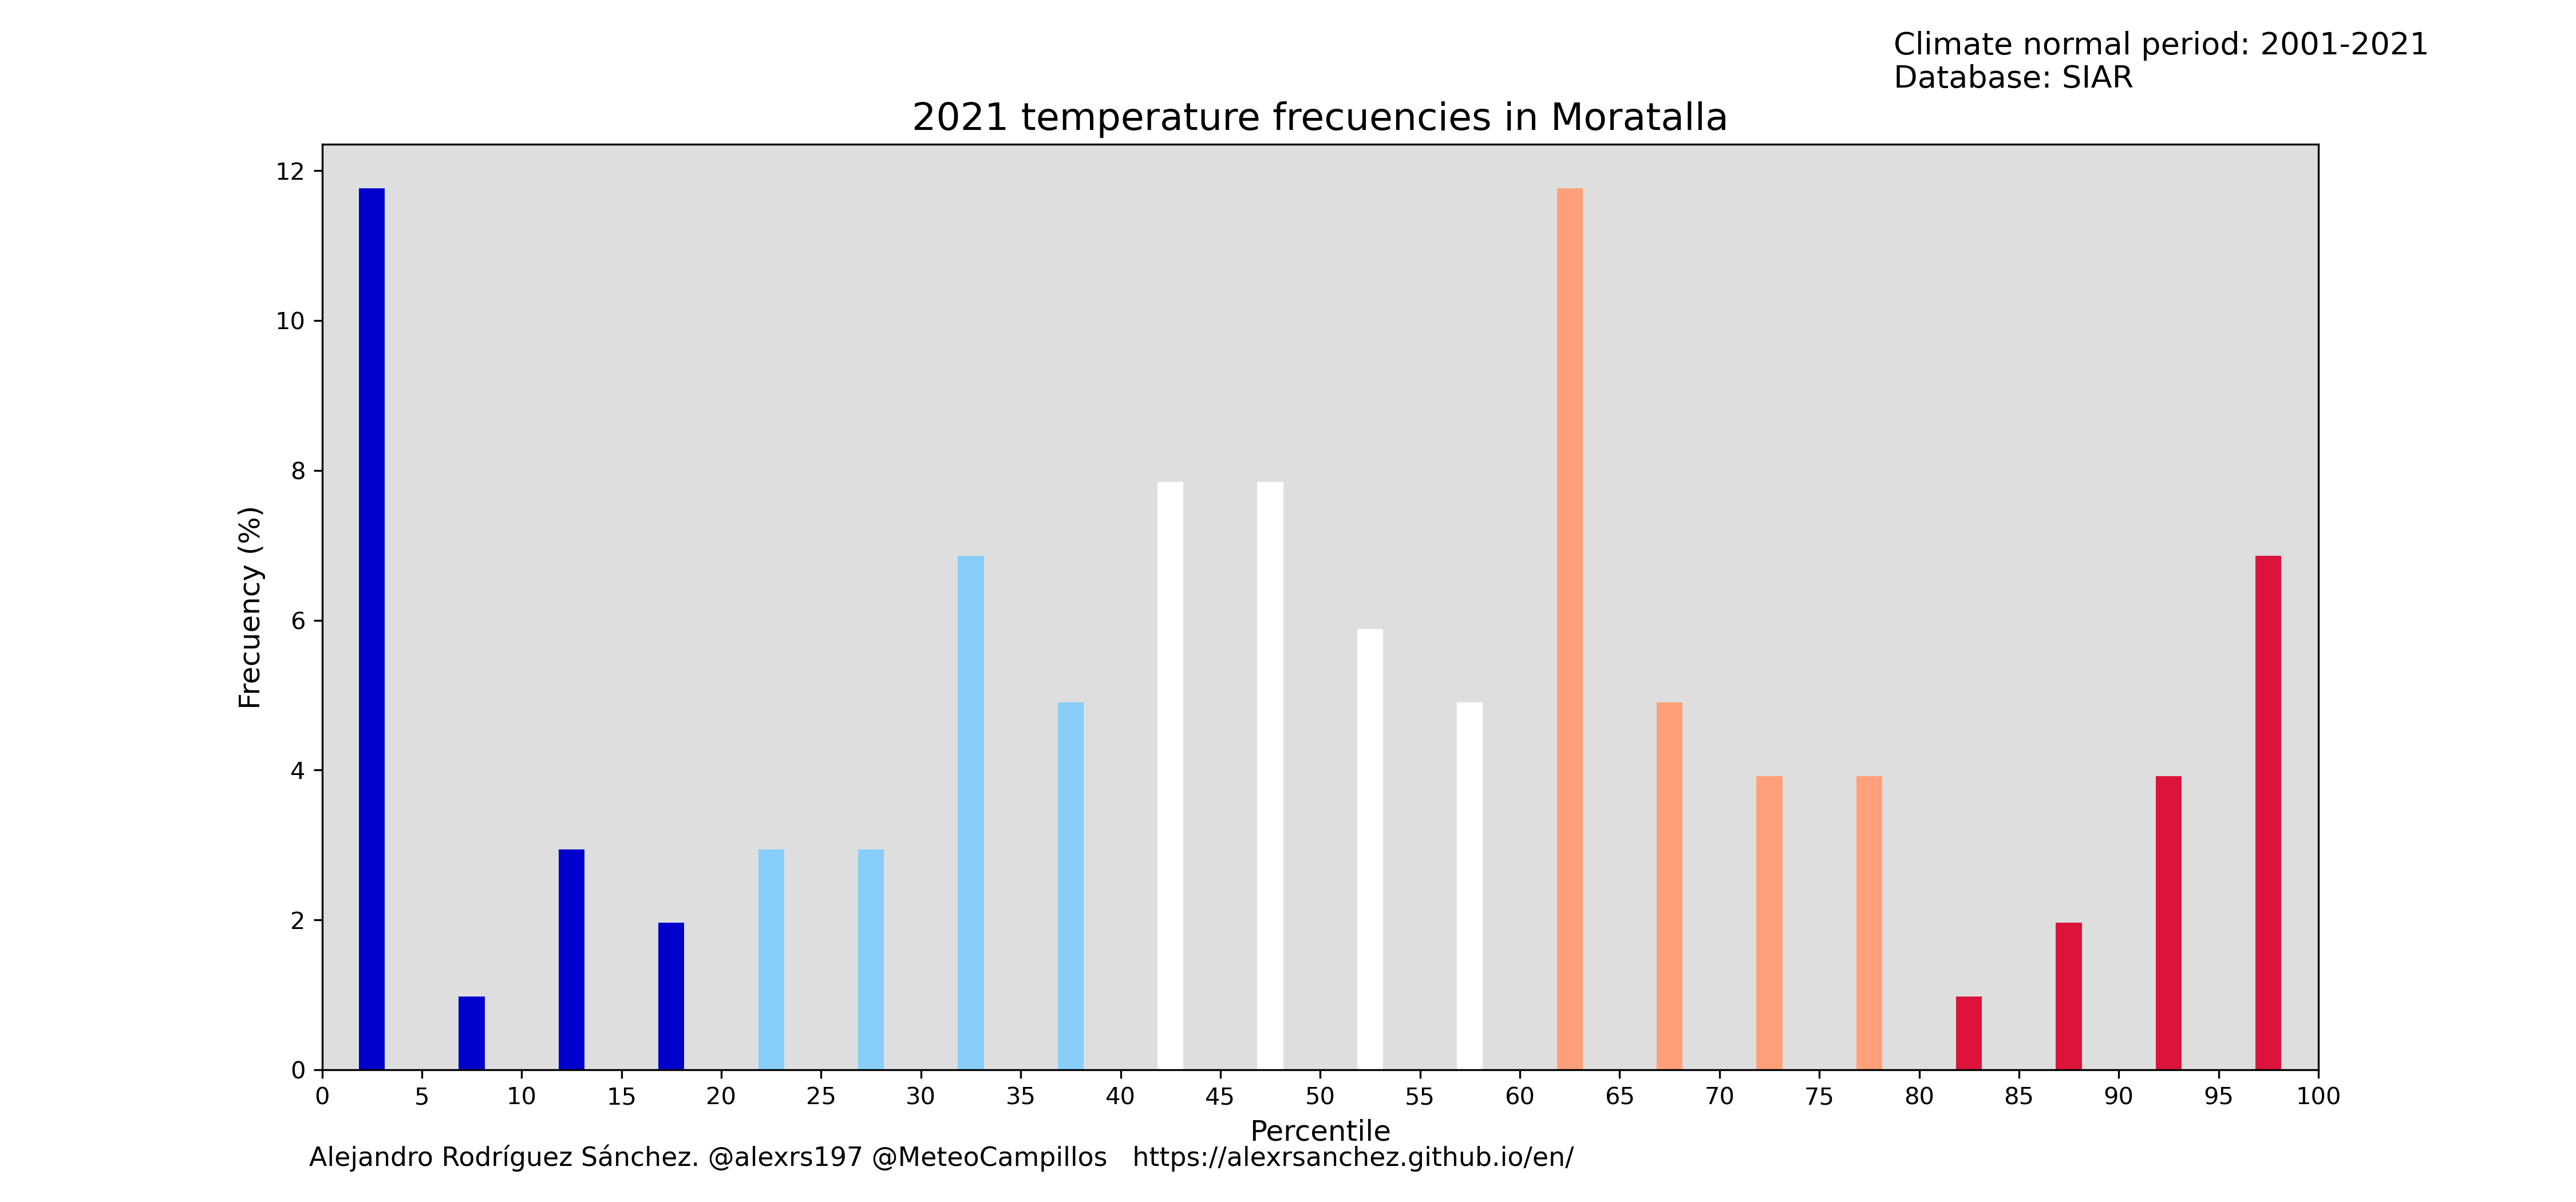 Climate normal period: 2001-2021
Database: SIAR
2021 temperature frecuencies in Moratalla
12
10
8
6
4
2
0
Frecuency (%)
0 5 10 15 20 25 30 35 40 45 50 55 60 65 70 75 80 85 90 95 100
Percentile
Alejandro Rodríguez Sánchez. @alexrs197 @MeteoCampillos https://alexrsanchez.github.io/en/